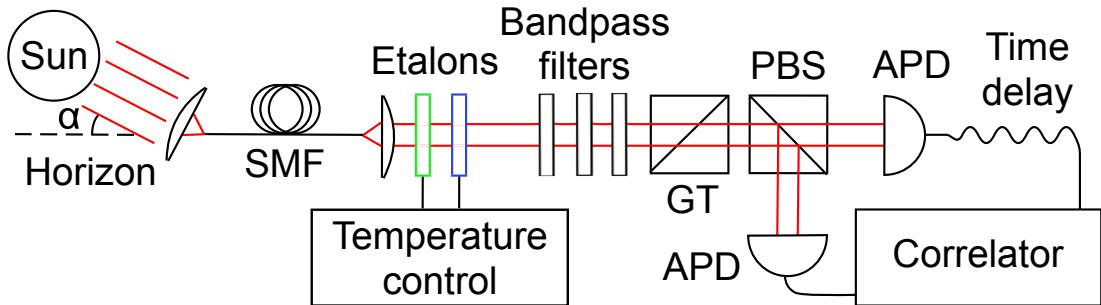 Sun
α
Horizon
SMF
Etalons
Temperature
control
Bandpass
filters
GT
PBS
APD
APD
Time
delay
Correlator